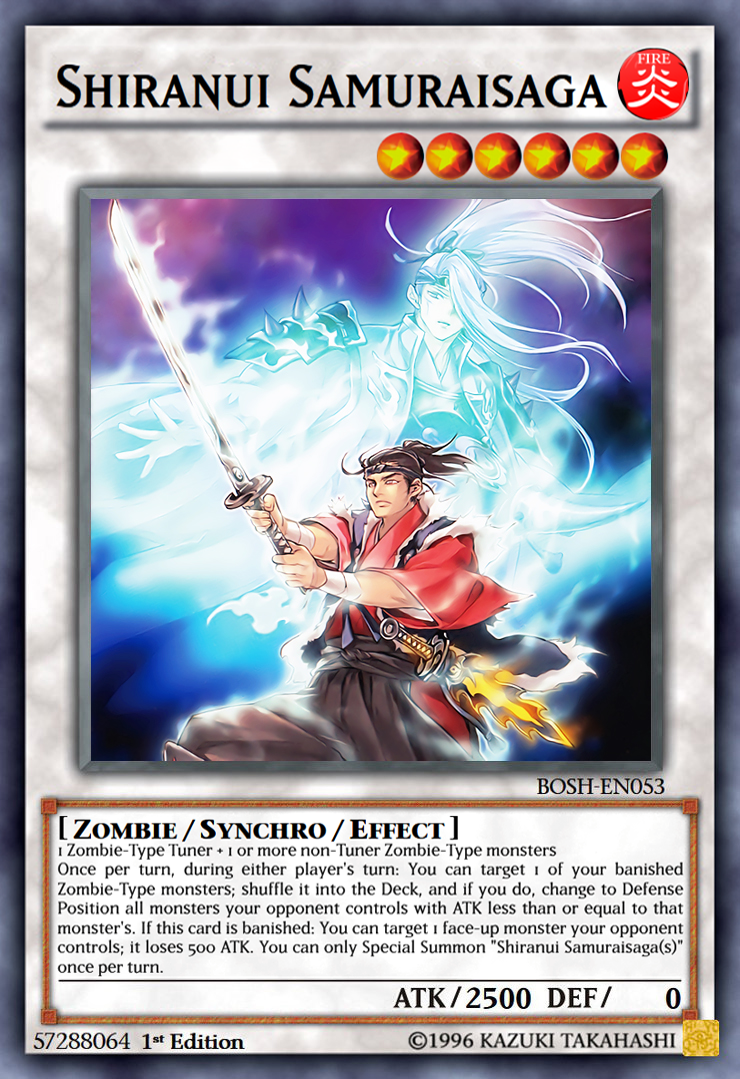 Shiranui Samuraisaga
FIRE
炎
BOSH-EN053
[ Zombie / Synchro / Effect ]
1 Zombie-Type Tuner + 1 or more non-Tuner Zombie-Type monsters
Once per turn, during either player's turn: You can target 1 of your banished
Zombie-Type monsters; shuffle it into the Deck, and if you do, change to Defense
Position all monsters your opponent controls with ATK less than or equal to that
monster's. If this card is banished: You can target 1 face-up monster your opponent
controls; it loses 500 ATK. You can only Special Summon "Shiranui Samuraisaga(s)"
once per turn.
ATK / 2500 DEF / 0
57288064 1st Edition ©1996 KAZUKI TAKAHASHI